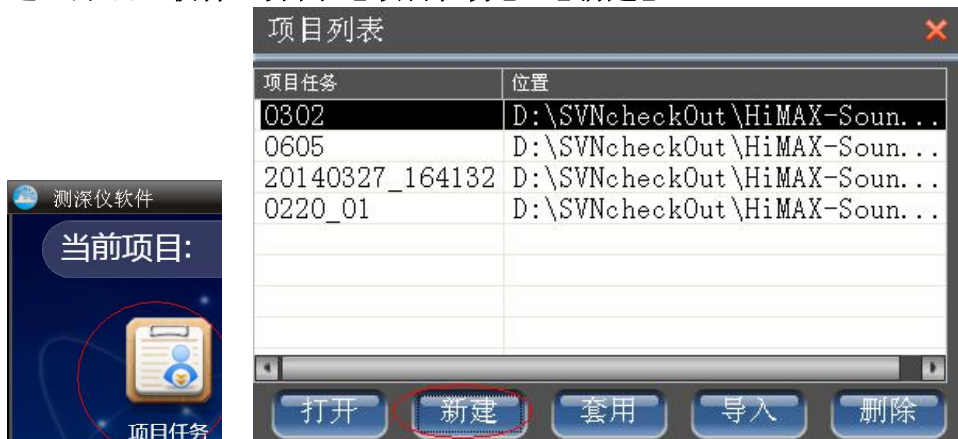 项目列表
项目任务 位置
0302 D:\SVNcheckOut\HiMAX-Soun...
0605 D:\SVNcheckOut\HiMAX-Soun...
20140327_164132 D:\SVNcheckOut\HiMAX-Soun...
0220_01 D:\SVNcheckOut\HiMAX-Soun...
打开 新建 套用 导入 删除
测深仪软件
当前项目:
项目任务